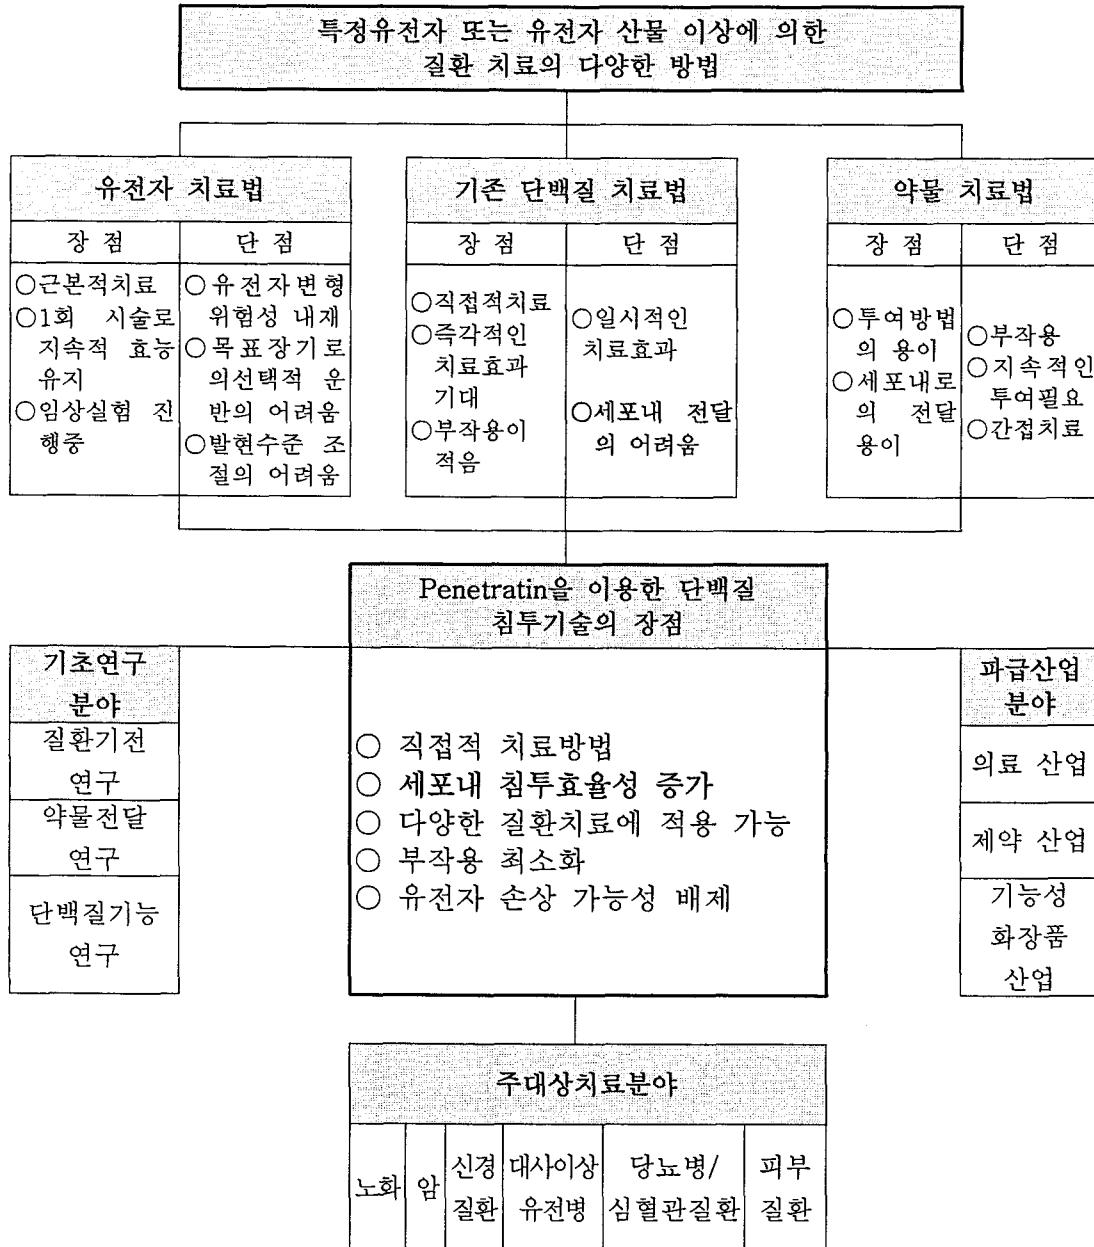 특정유전자 또는 유전자 산물 이상에 의한
질환 치료의 다양한 방법
유전자 치료법
장 점
단 점
○근본적치료
○1회 시술로
지속적 효능
유지
○임상실험 진
행중
○유전자변형
위험성 내재
○목표장기로
의선택적 운
반의 어려움
○발현수준 조
절의 어려움
기존 단백질 치료법
장 점
단 점
○직접적치료
○즉각적인
치료효과
기대
○부작용이
적음
○일시적인
치료효과
○세포내 전달
의 어려움
약물 치료법
장 점
단 점
○투여방법
의 용이
○세포내로
의 전달
용이
○부작용
○지속적인
투여필요
○간접치료
Penetratin을 이용한 단백질
침투기술의 장점
○ 직접적 치료방법
○ 세포내 침투효율성 증가
○ 다양한 질환치료에 적용 가능
○ 부작용 최소화
○ 유전자 손상 가능성 배제
기초연구
분야
질환기전
연구
약물전달
연구
단백질기능
연구
파급산업
분야
의료 산업
제약 산업
기능성
화장품
산업
주대상치료분야
노화
암
신경
질환
대사이상
유전병
당뇨병/
심혈관질환
피부
질환